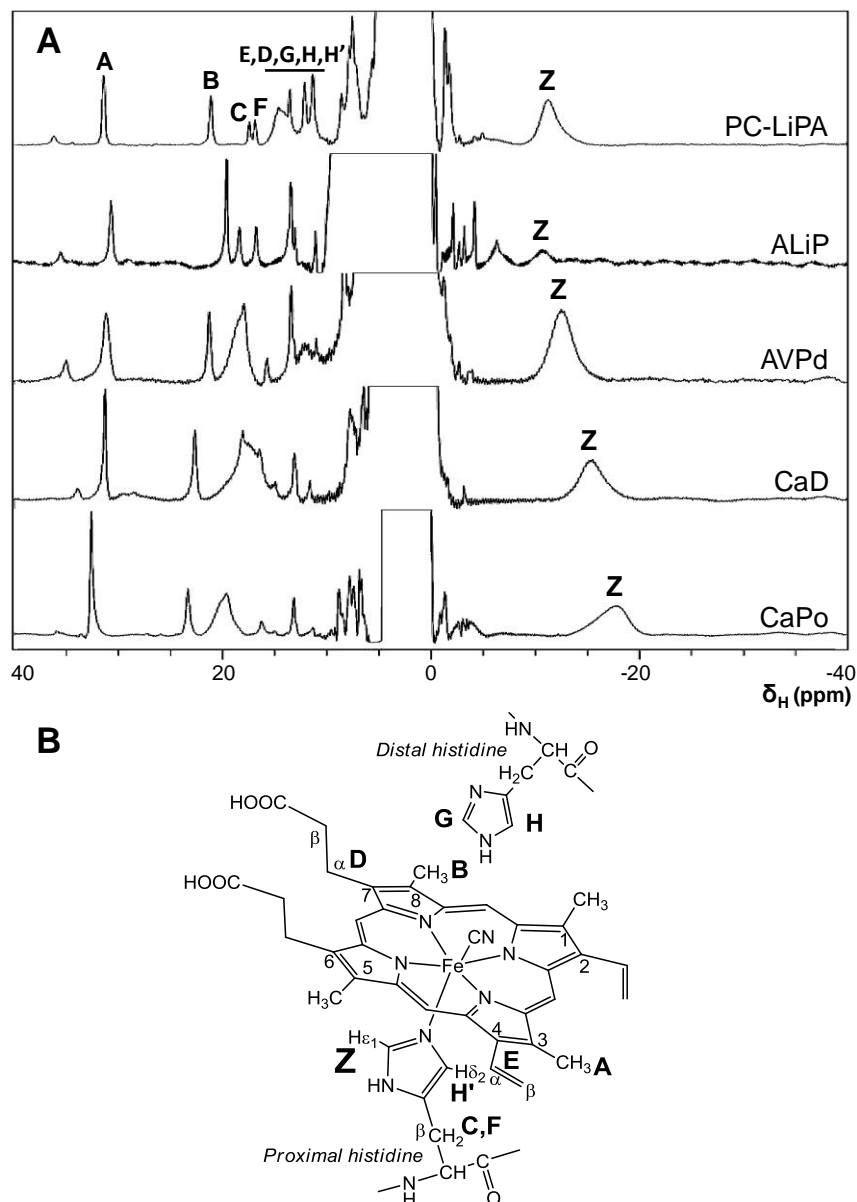 A
A
B
C F
E,D,G,H,H’
Z
PC-LiPA
Z
ALiP
Z
AVPd
Z
CaD
Z
CaPo
40 20 0 -20 -40
δH (ppm)
B
Distal histidine
HN
CH
O
H2C
C
N
G H
N
H
HOOC
β
α D
CH3 B
HOOC
7 8
CH3
N
CN
1
6
5
N
Fe
N
2
H3C
N
4 3
Hε1
N
E
CH3 A
Z
Hδ2
α
β
HN
H'
β
CH2 C,F
Proximal histidine
CH
C
N
H
O